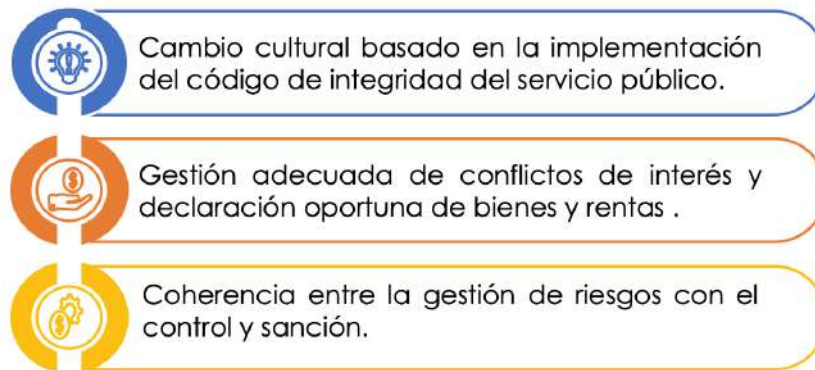 Cambio cultural basado en la implementación
del código de integridad del servicio público.
Gestión adecuada de conflictos de interés y
declaración oportuna de bienes y rentas .
Coherencia entre la gestión de riesgos con el
control y sanción.